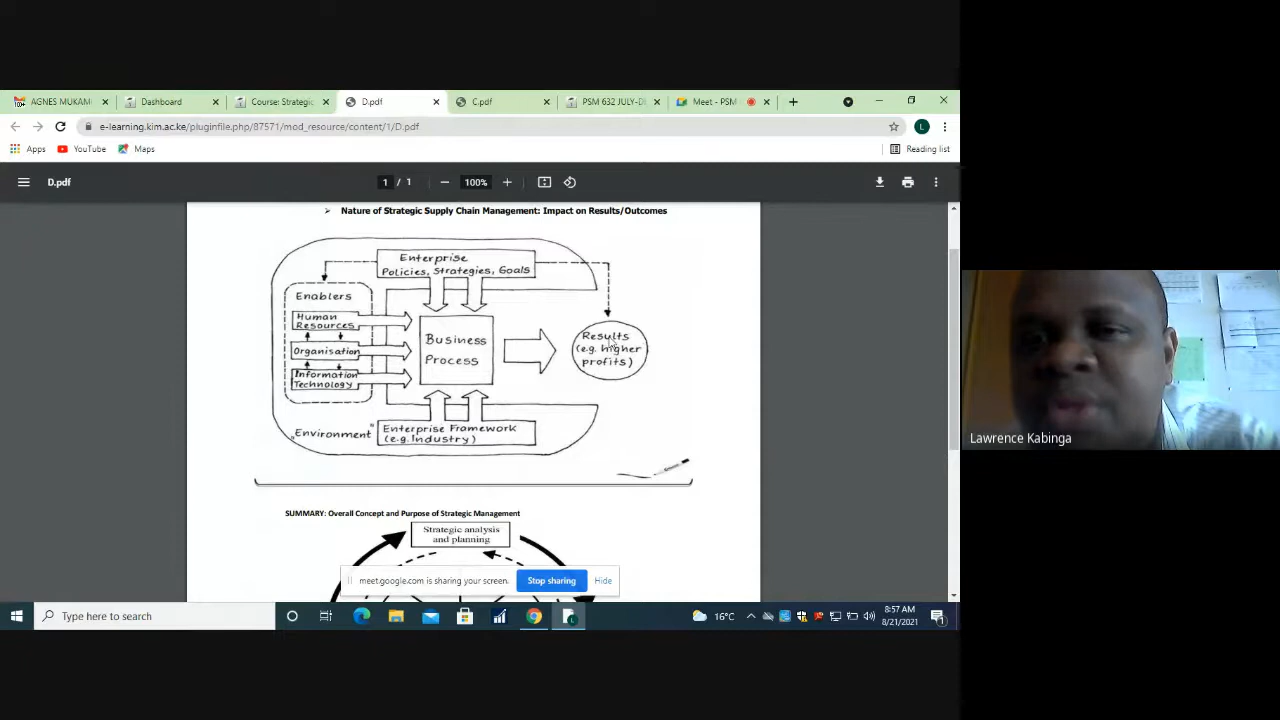 AGNES MUKAM
Dashboard
Course: Strategic
D.pdf
C.pdf
PSM 632 JULY-D
Meet - PSM
e-learning.kim.ac.ke/pluginfile.php/87571/mod_resource/content/1/D.pdf
L
Apps
YouTube
Maps
Reading list
D.pdf
1 / 1
100%
Nature of Strategic Supply Chain Management: Impact on Results/Outcomes
Enterprise
Policies, Strategies, Goals
Enablers
Human
Resources
Organisation
Information
Technology
Business
Process
Results
(e.g. higher
profits)
"Environment"
Enterprise Framework
(e.g. Industry)
SUMMARY: Overall Concept and Purpose of Strategic Management
Strategic analysis
and planning
meet.google.com is sharing your screen.
Stop sharing
Hide
Type here to search
16°C
8:57 AM
8/21/2021
Lawrence Kabinga